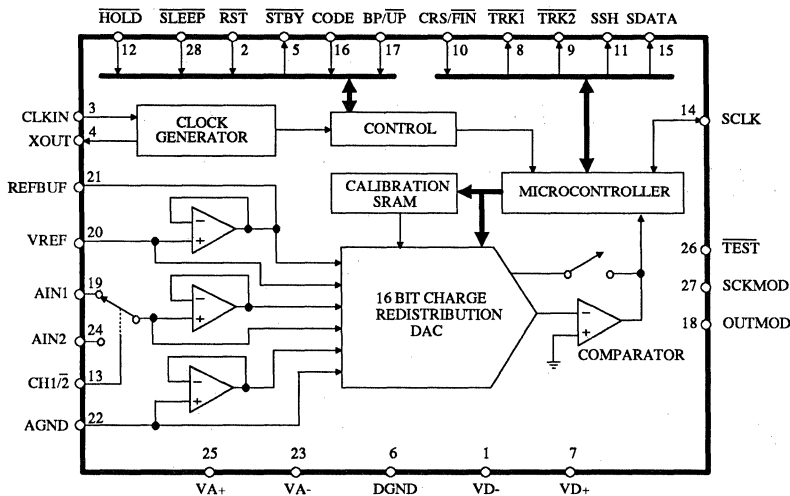 HOLD SLEEP RST STBY CODE BP/UP CRS/FIN TRK1 TRK2 SSH SDATA
12 28 2 5 16 17 10 8 9 11 15
CLKIN 3
XOUT 4
CLOCK
GENERATOR
CONTROL
14 SCLK
REFBUF 21
CALIBRATION
SRAM
MICROCONTROLLER
VREF 20
26 TEST
AIN1 19
27 SCKMOD
16 BIT CHARGE
REDISTRIBUTION
DAC
18 OUTMOD
AIN2 24
COMPARATOR
CH1/2 13
AGND 22
25 23 6 1 7
VA+ VA- DGND VD- VD+
- + - + - + - +